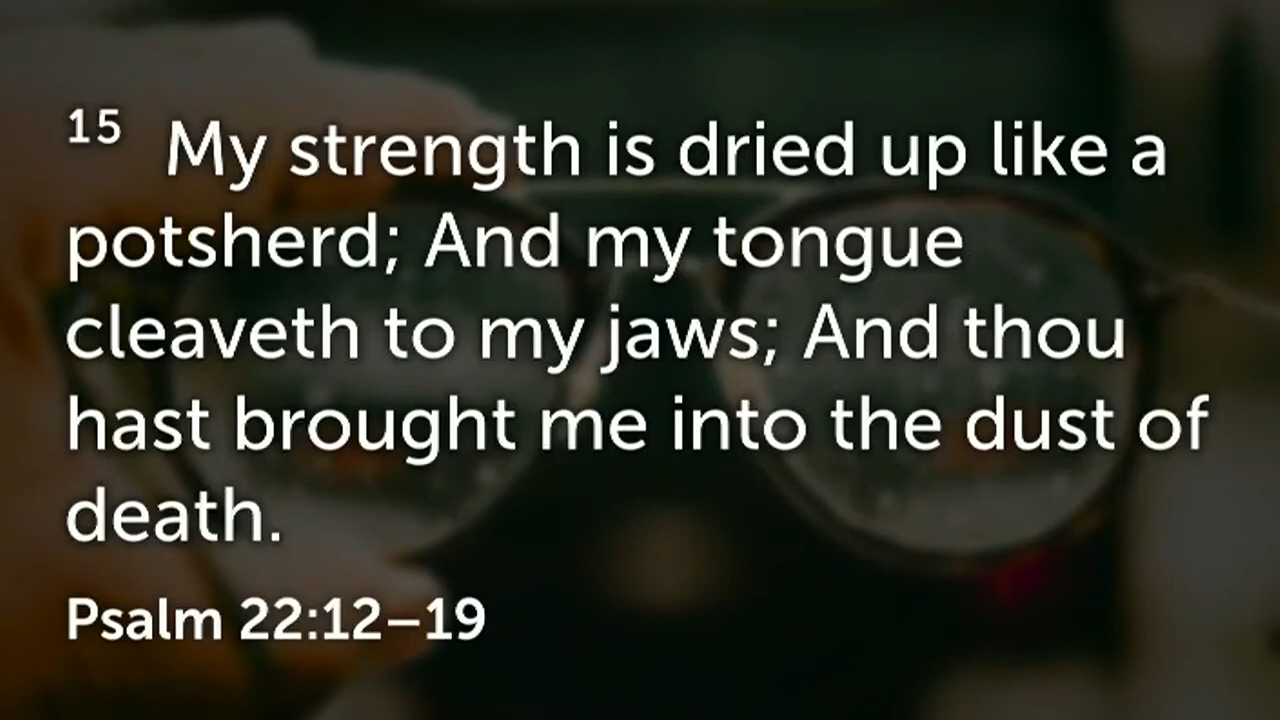 15 My strength is dried up like a
potsherd; And my tongue
cleaveth to my jaws; And thou
hast brought me into the dust of
death.
Psalm 22:12–19